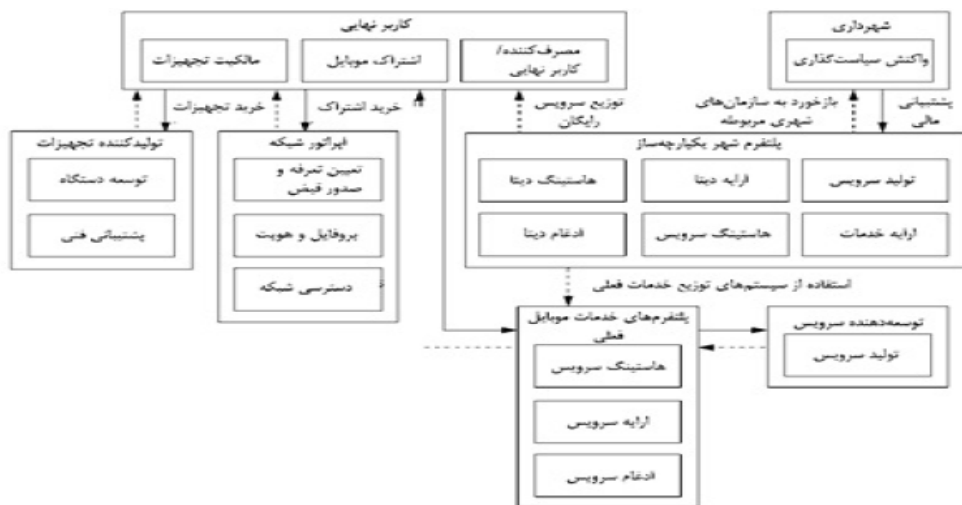 کاربر نهایی
مالکیت تجهیزات
اشتراک موبایل
مصرف‌کننده/
کاربر نهایی
شهرداری
واکنش سیاست‌گذاری
خرید تجهیزات
خرید اشتراک
توزیع سرویس
رایگان
بازخورد به سازمان‌های
شهری مربوطه
پشتیبانی
مالی
تولیدکننده تجهیزات
توسعه دستگاه
پشتیبانی فنی
اپراتور شبکه
تعیین تعرفه و
صدور قبض
پروفایل و هویت
دسترسی شبکه
پلتفرم شهر یکپارچه‌ساز
هاستینگ دیتا
ارایه دیتا
تولید سرویس
ادغام دیتا
هاستینگ سرویس
ارایه خدمات
استفاده از سیستم‌های توزیع خدمات فعلی
پلتفرم‌های خدمات موبایل
فعلی
هاستینگ سرویس
ارایه سرویس
ادغام سرویس
توسعه‌دهنده سرویس
تولید سرویس